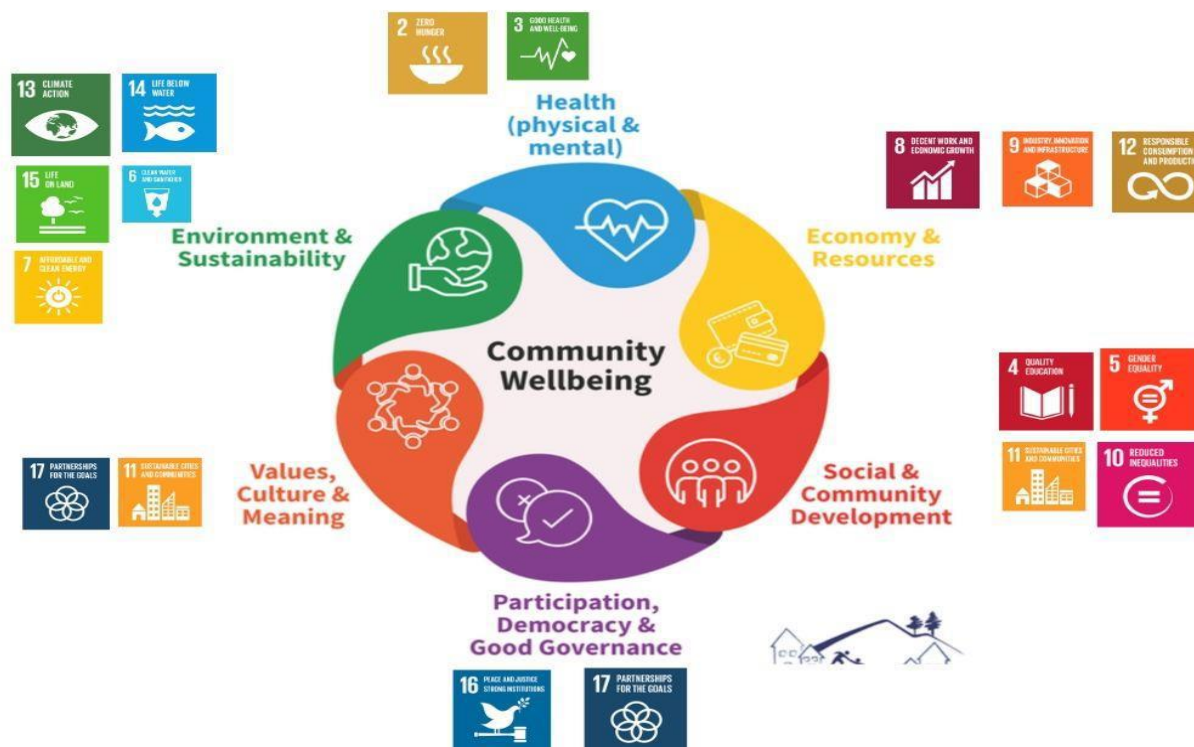 2 ZERO
HUNGER
3 GOOD HEALTH
AND WELL-BEING
Health
(physical &
mental)
13 CLIMATE
ACTION
14 LIFE BELOW
WATER
15 LIFE
ON LAND
6 CLEAN WATER
AND SANITATION
7 AFFORDABLE AND
CLEAN ENERGY
Environment &
Sustainability
8 DECENT WORK AND
ECONOMIC GROWTH
9 INDUSTRY, INNOVATION
AND INFRASTRUCTURE
12 RESPONSIBLE
CONSUMPTION
AND PRODUCTI
Economy &
Resources
Community
Wellbeing
4 QUALITY
EDUCATION
5 GENDER
EQUALITY
11 SUSTAINABLE CITIES
AND COMMUNITIES
10 REDUCED
INEQUALITIES
Social &
Community
Development
17 PARTNERSHIPS
FOR THE GOALS
11 SUSTAINABLE CITIES
AND COMMUNITIES
Values,
Culture &
Meaning
Participation,
Democracy &
Good Governance
16 PEACE AND JUSTICE
STRONG INSTITUTIONS
17 PARTNERSHIPS
FOR THE GOALS